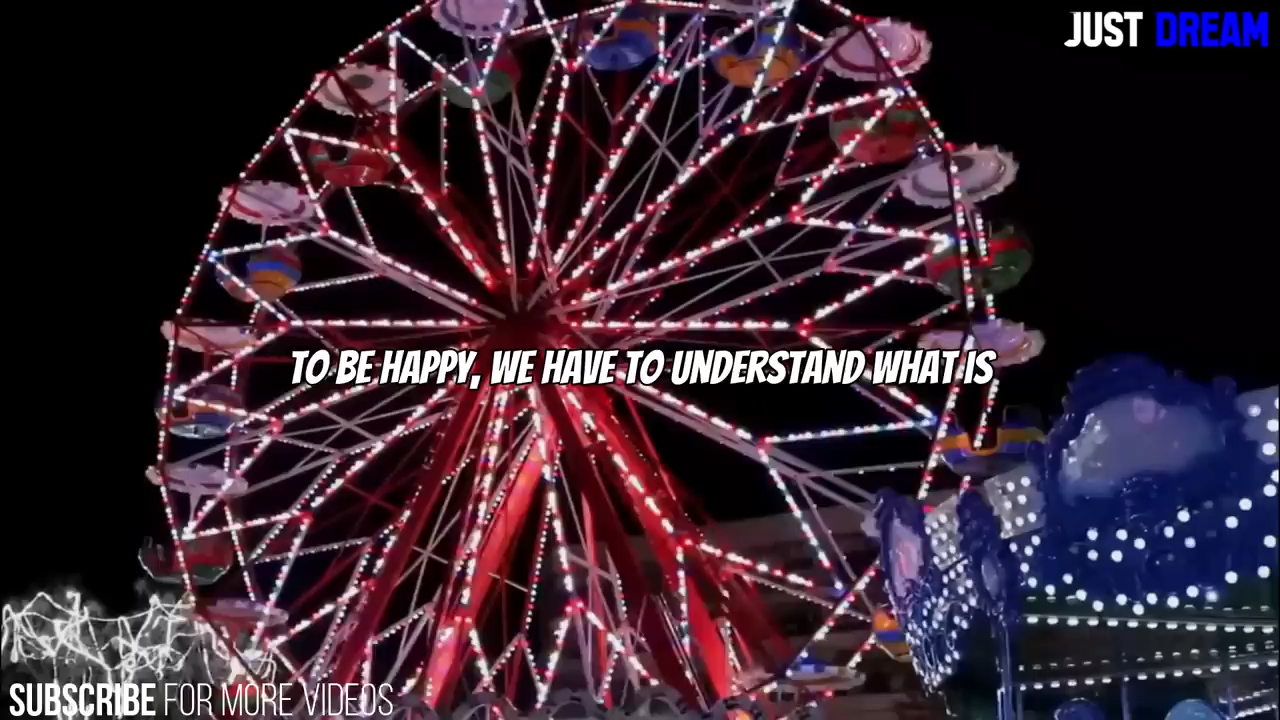 JUST DREAM
TO BE HAPPY, WE HAVE TO UNDERSTAND WHAT IS
SUBSCRIBE FOR MORE VIDEOS